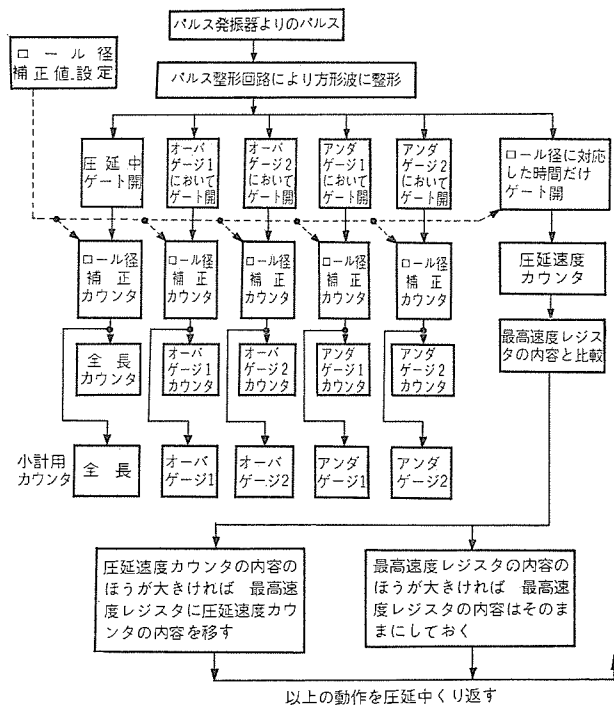 パルス発振器よりのパルス
ロール径
補正値設定
パルス整形回路により方形波に整形
圧延中
ゲート開
オーバ
ゲージ1
において
ゲート開
オーバ
ゲージ2
において
ゲート開
アンダ
ゲージ1
において
ゲート開
アンダ
ゲージ2
において
ゲート開
ロール径に対応
した時間だけ
ゲート開
ロール径
補正
カウンタ
ロール径
補正
カウンタ
ロール径
補正
カウンタ
ロール径
補正
カウンタ
ロール径
補正
カウンタ
圧延速度
カウンタ
全長
カウンタ
オーバ
ゲージ1
カウンタ
オーバ
ゲージ2
カウンタ
アンダ
ゲージ1
カウンタ
アンダ
ゲージ2
カウンタ
最高速度レジス
タの内容と比較
小計用
カウンタ
全長
オーバ
ゲージ1
オーバ
ゲージ2
アンダ
ゲージ1
アンダ
ゲージ2
圧延速度カウンタの内容の
ほうが大きければ 最高速
度レジスタに圧延速度カウ
ンタの内容を移す
最高速度レジスタの内容の
ほうが大きければ 最高速
度レジスタの内容はそのま
まにしておく
以上の動作を圧延中くり返す